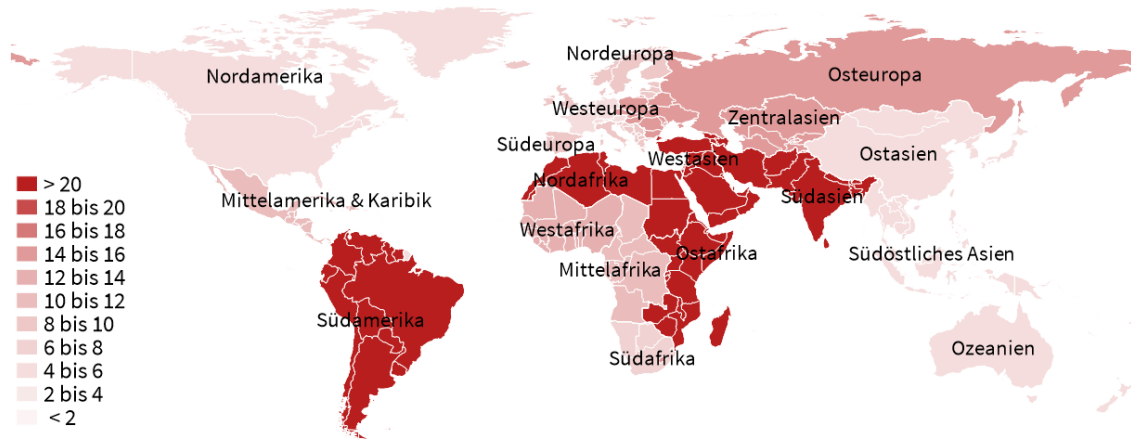 Nordeuropa
Nordamerika
Osteuropa
Westeuropa
Zentralasien
Südeuropa
Westasien
Ostasien
Nordafrika
Südasien
Mittelamerika & Karibik
Westafrika
Ostafrika
Südöstliches Asien
Mittelafrika
Südamerika
Ozeanien
Südafrika
> 20
18 bis 20
16 bis 18
14 bis 16
12 bis 14
10 bis 12
8 bis 10
6 bis 8
4 bis 6
2 bis 4
< 2